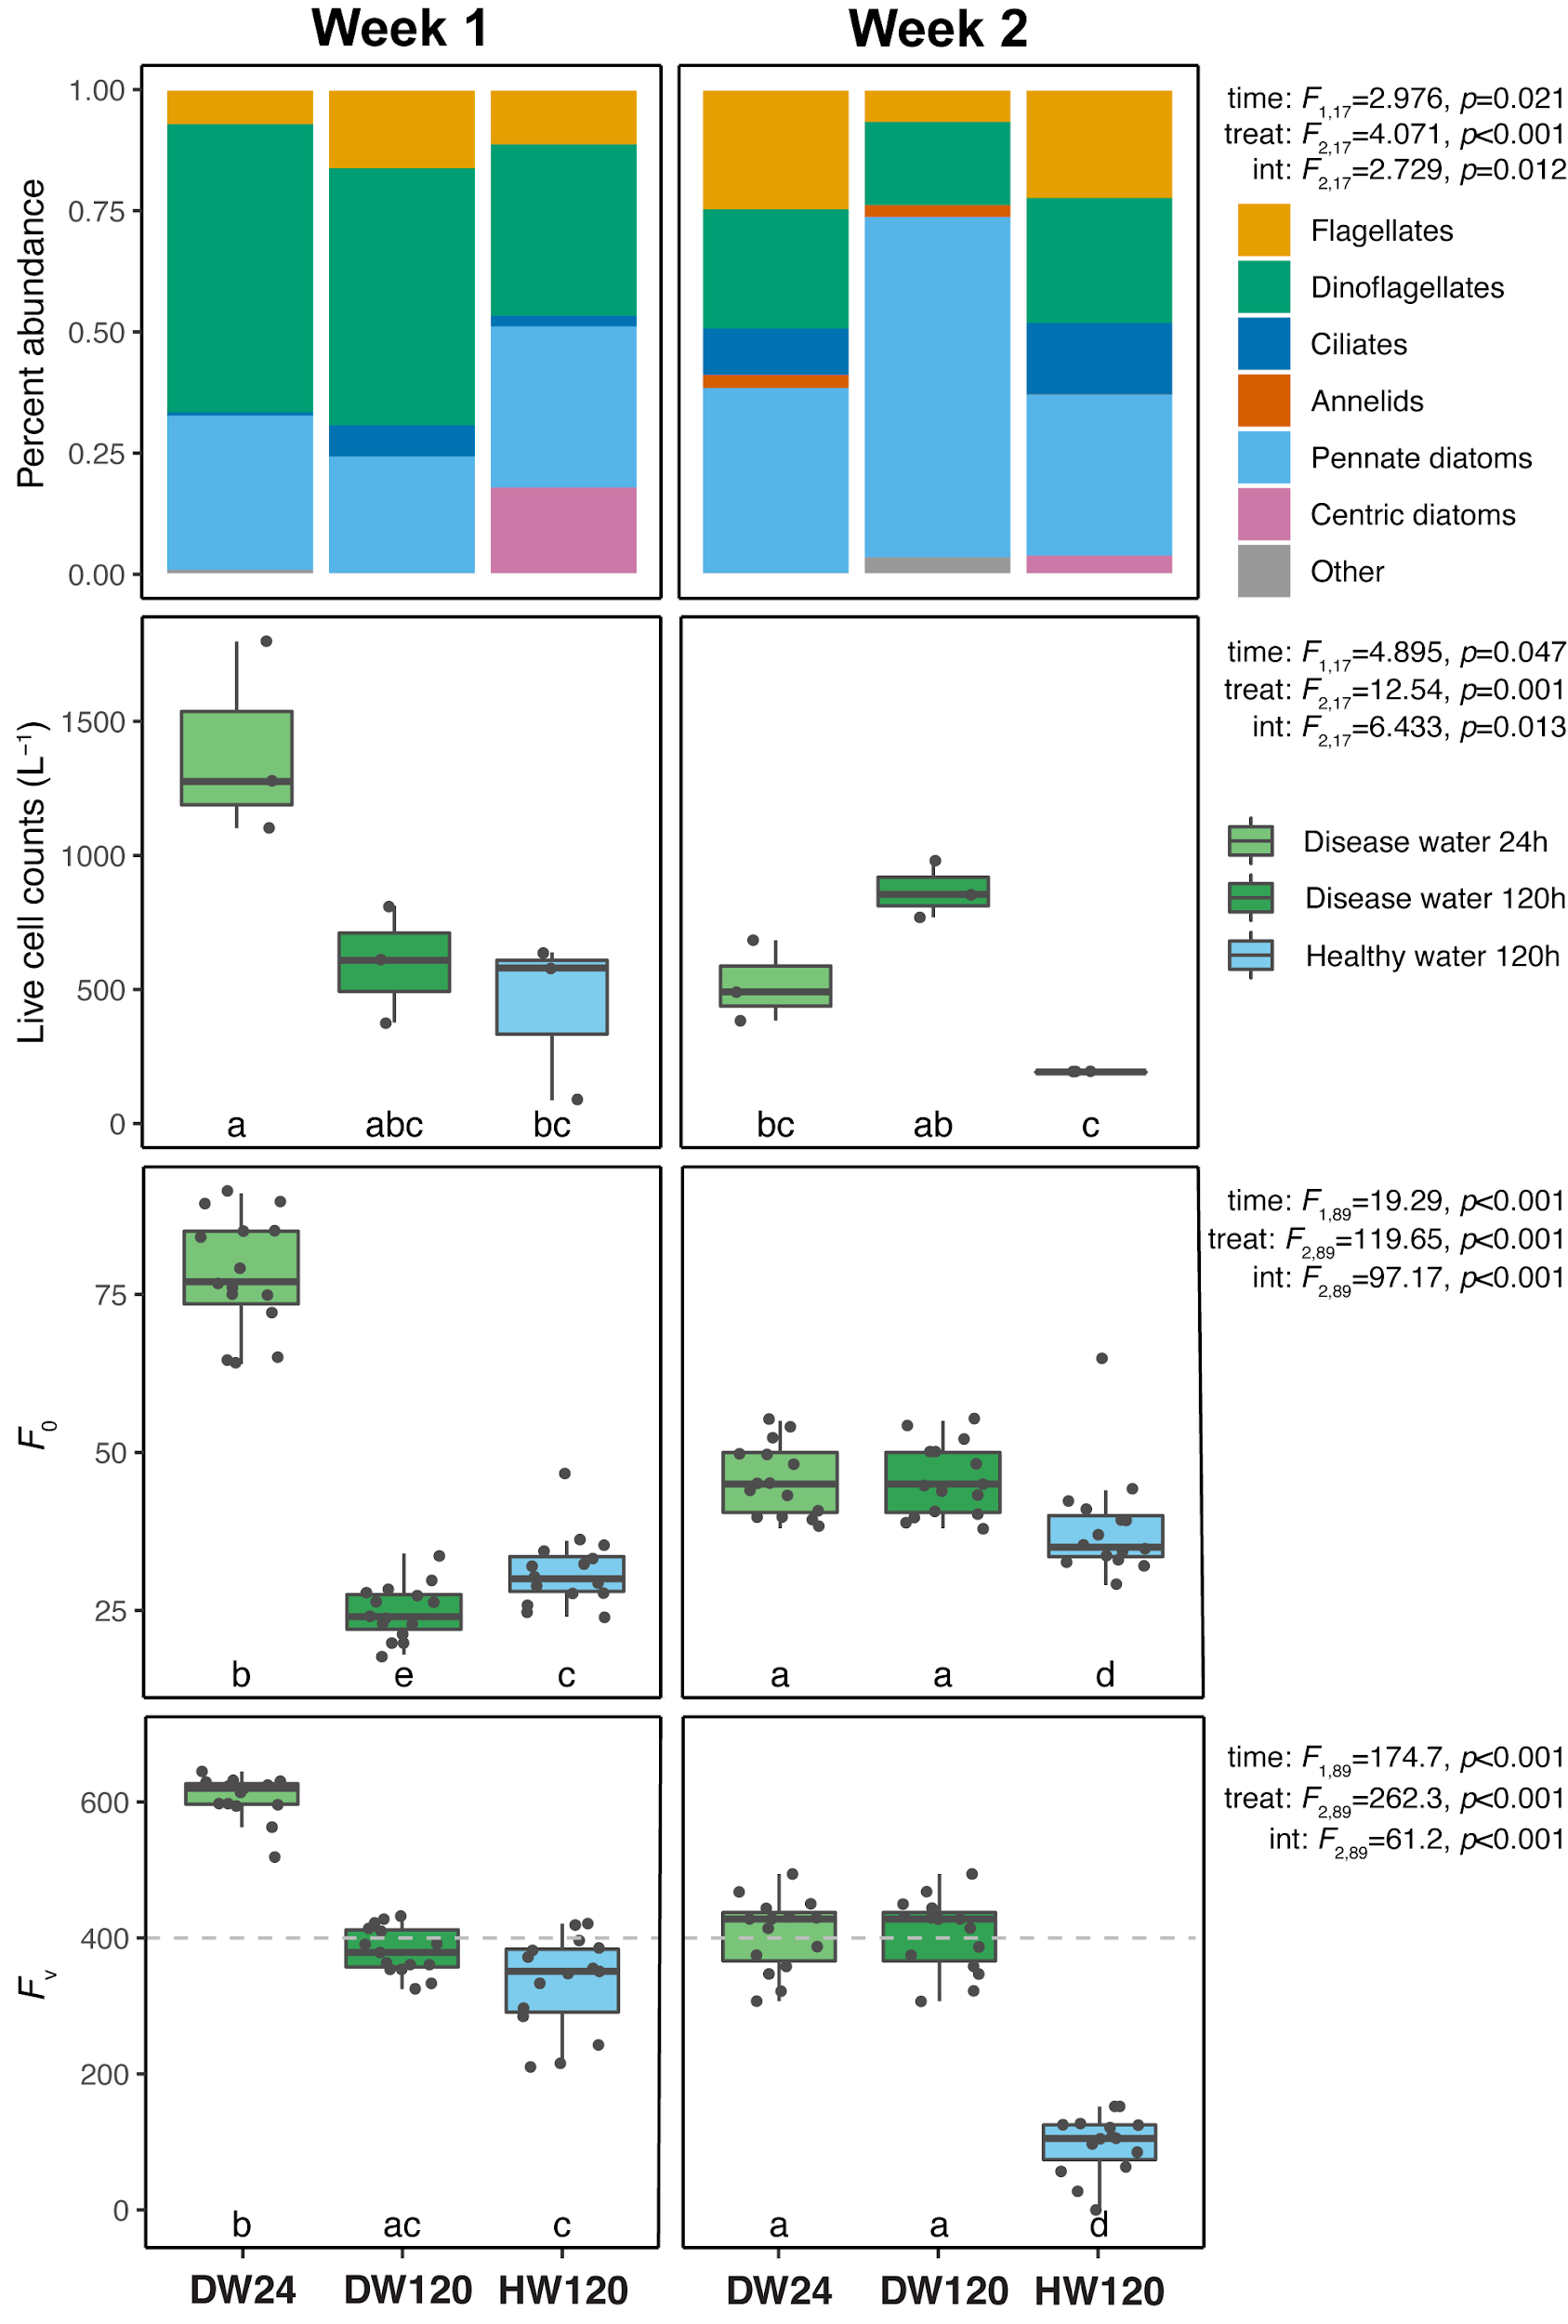 Week 1 Week 2
Percent abundance
1.00
0.75
0.50
0.25
0.00
time: F1,17=2.976, p=0.021
treat: F2,17=4.071, p<0.001
int: F2,17=2.729, p=0.012
Flagellates
Dinoflagellates
Ciliates
Annelids
Pennate diatoms
Centric diatoms
Other
Live cell counts (L−1)
1500
1000
500
0
a abc bc bc ab c
time: F1,17=4.895, p=0.047
treat: F2,17=12.54, p=0.001
int: F2,17=6.433, p=0.013
Disease water 24h
Disease water 120h
Healthy water 120h
F0
75
50
25
b e c a a d
time: F1,89=19.29, p<0.001
treat: F2,89=119.65, p<0.001
int: F2,89=97.17, p<0.001
Fv
600
400
200
0
b ac c a a d
time: F1,89=174.7, p<0.001
treat: F2,89=262.3, p<0.001
int: F2,89=61.2, p<0.001
DW24 DW120 HW120 DW24 DW120 HW120